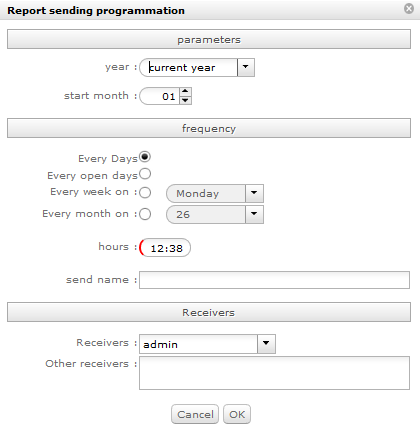 Report sending programmation
parameters
year : current year
start month : 01
frequency
Every Days
Every open days
Every week on : Monday
Every month on : 26
hours : 12:38
send name :
Receivers
Receivers : admin
Other receivers :
Cancel OK